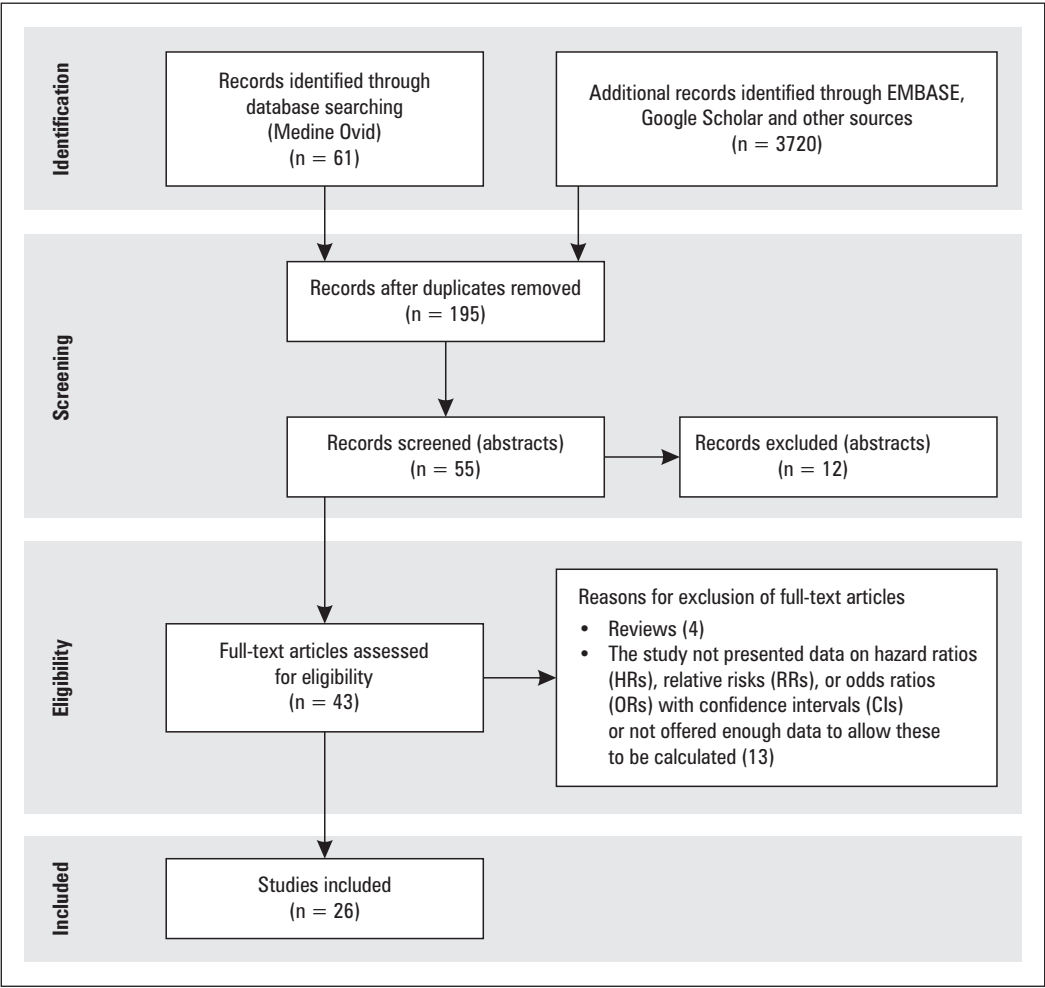 Identification
Records identified through
database searching
(Medine Ovid)
(n = 61)
Additional records identified through EMBASE,
Google Scholar and other sources
(n = 3720)
Screening
Records after duplicates removed
(n = 195)
Records screened (abstracts)
(n = 55)
Records excluded (abstracts)
(n = 12)
Eligibility
Full-text articles assessed
for eligibility
(n = 43)
Reasons for exclusion of full-text articles
• Reviews (4)
• The study not presented data on hazard ratios
(HRs), relative risks (RRs), or odds ratios
(ORs) with confidence intervals (CIs)
or not offered enough data to allow these
to be calculated (13)
Included
Studies included
(n = 26)